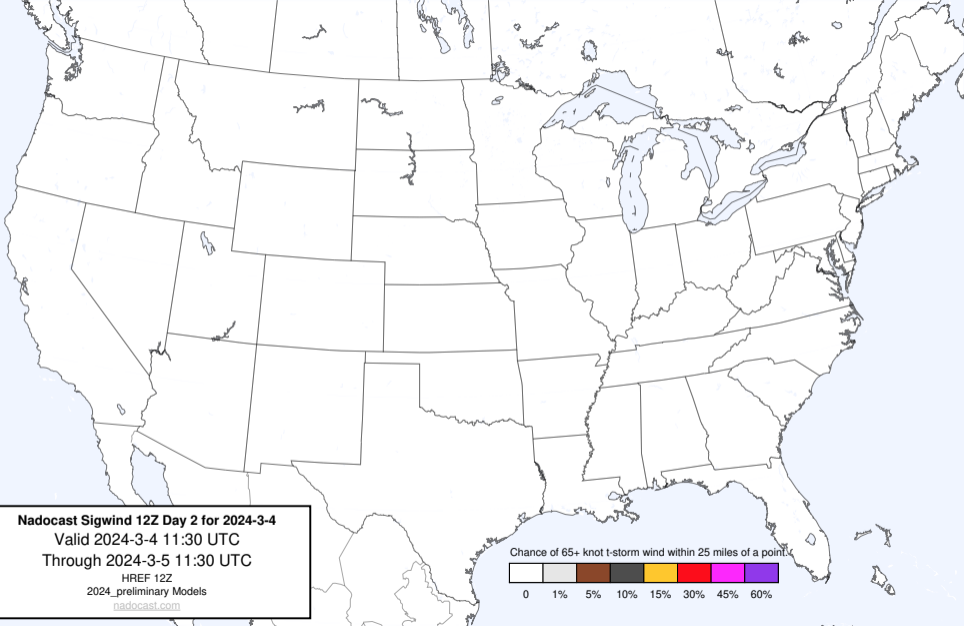 Nadocast Sigwind 12Z Day 2 for 2024-3-4
Valid 2024-3-4 11:30 UTC
Through 2024-3-5 11:30 UTC
HREF 12Z
2024_preliminary Models
nadocast.com
Chance of 65+ knot t-storm wind within 25 miles of a point.
0 1% 5% 10% 15% 30% 45% 60%